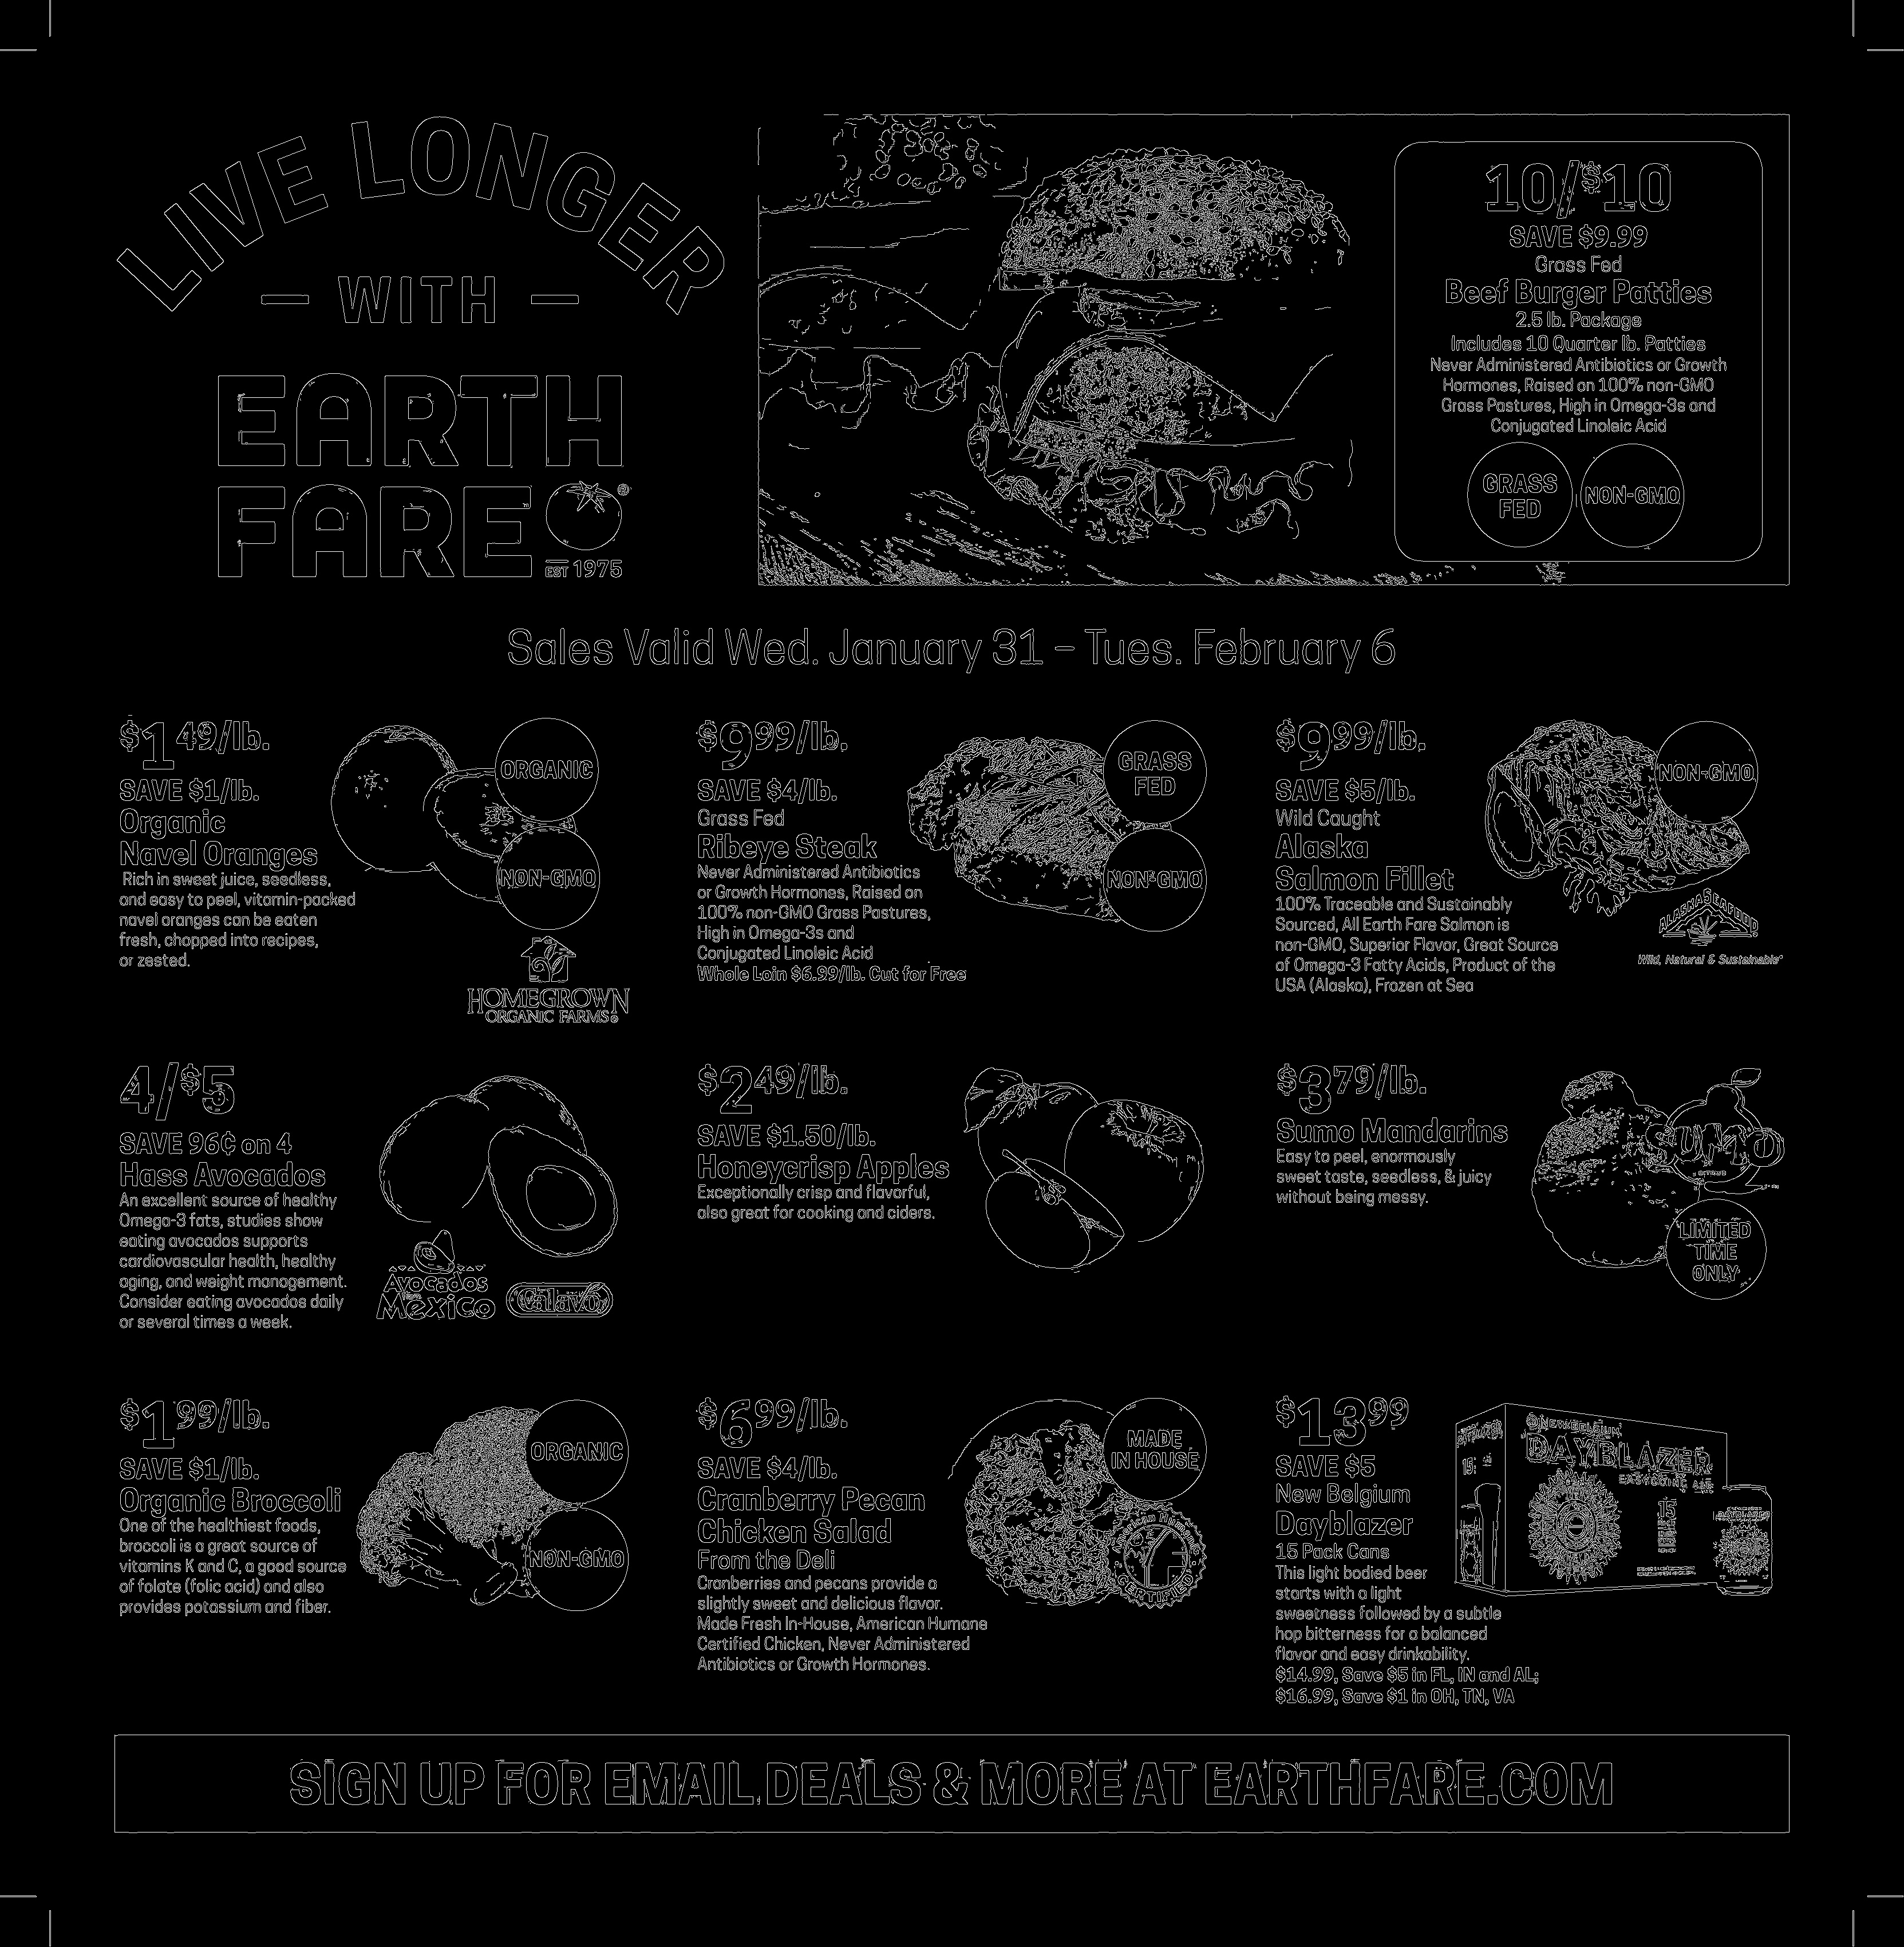 LIVE LONGER
— WITH —
EARTH
FARE®
EST 1975
10/$10
SAVE $9.99
Grass Fed
Beef Burger Patties
2.5 lb. Package
Includes 10 Quarter lb. Patties
Never Administered Antibiotics or Growth
Hormones, Raised on 100% non-GMO
Grass Pastures, High in Omega-3s and
Conjugated Linoleic Acid
GRASS
FED
NON-GMO
Sales Valid Wed. January 31 – Tues. February 6
$1 49/lb.
SAVE $1/lb.
Organic
Navel Oranges
Rich in sweet juice, seedless,
and easy to peel, vitamin-packed
navel oranges can be eaten
fresh, chopped into recipes,
or zested.
ORGANIC
NON-GMO
HOMEGROWN
ORGANIC FARMS®
$9 99/lb.
SAVE $4/lb.
Grass Fed
Ribeye Steak
Never Administered Antibiotics
or Growth Hormones, Raised on
100% non-GMO Grass Pastures,
High in Omega-3s and
Conjugated Linoleic Acid
Whole Loin $6.99/lb. Cut for Free
GRASS
FED
NON-GMO
$9 99/lb.
SAVE $5/lb.
Wild Caught
Alaska
Salmon Fillet
100% Traceable and Sustainably
Sourced, All Earth Fare Salmon is
non-GMO, Superior Flavor, Great Source
of Omega-3 Fatty Acids, Product of the
USA (Alaska), Frozen at Sea
NON-GMO
ALASKA SEAFOOD
Wild, Natural & Sustainable®
4/$5
SAVE 96¢ on 4
Hass Avocados
An excellent source of healthy
Omega-3 fats, studies show
eating avocados supports
cardiovascular health, healthy
aging, and weight management.
Consider eating avocados daily
or several times a week.
Avocados
from
Mexico
Calavo
$2 49/lb.
SAVE $1.50/lb.
Honeycrisp Apples
Exceptionally crisp and flavorful,
also great for cooking and ciders.
$3 79/lb.
Sumo Mandarins
Easy to peel, enormously
sweet taste, seedless, & juicy
without being messy.
SUMO
CITRUS
LIMITED
TIME
ONLY
$1 99/lb.
SAVE $1/lb.
Organic Broccoli
One of the healthiest foods,
broccoli is a great source of
vitamins K and C, a good source
of folate (folic acid) and also
provides potassium and fiber.
ORGANIC
NON-GMO
$6 99/lb.
SAVE $4/lb.
Cranberry Pecan
Chicken Salad
From the Deli
Cranberries and pecans provide a
slightly sweet and delicious flavor.
Made Fresh In-House, American Humane
Certified Chicken, Never Administered
Antibiotics or Growth Hormones.
MADE
IN HOUSE
CERTIFIED
$13 99
SAVE $5
New Belgium
Dayblazer
15 Pack Cans
This light bodied beer
starts with a light
sweetness followed by a subtle
hop bitterness for a balanced
flavor and easy drinkability.
$14.99, Save $5 in FL, IN and AL;
$16.99, Save $1 in OH, TN, VA
NEW BELGIUM
DAYBLAZER
EASYGOING ALE
15
SIGN UP FOR EMAIL DEALS & MORE AT EARTHFARE.COM